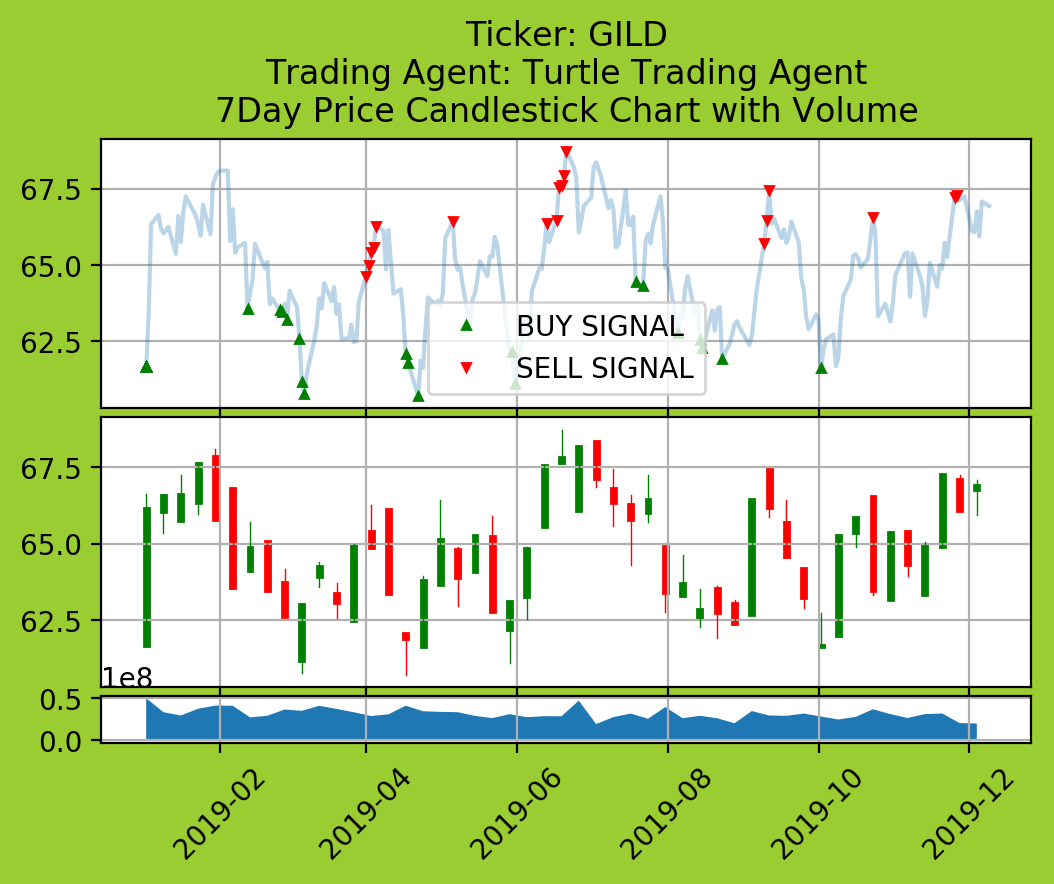 Ticker: GILD
Trading Agent: Turtle Trading Agent
7Day Price Candlestick Chart with Volume
67.5
65.0
62.5
BUY SIGNAL
SELL SIGNAL
67.5
65.0
62.5
1e8
0.5
0.0
2019-02
2019-04
2019-06
2019-08
2019-10
2019-12